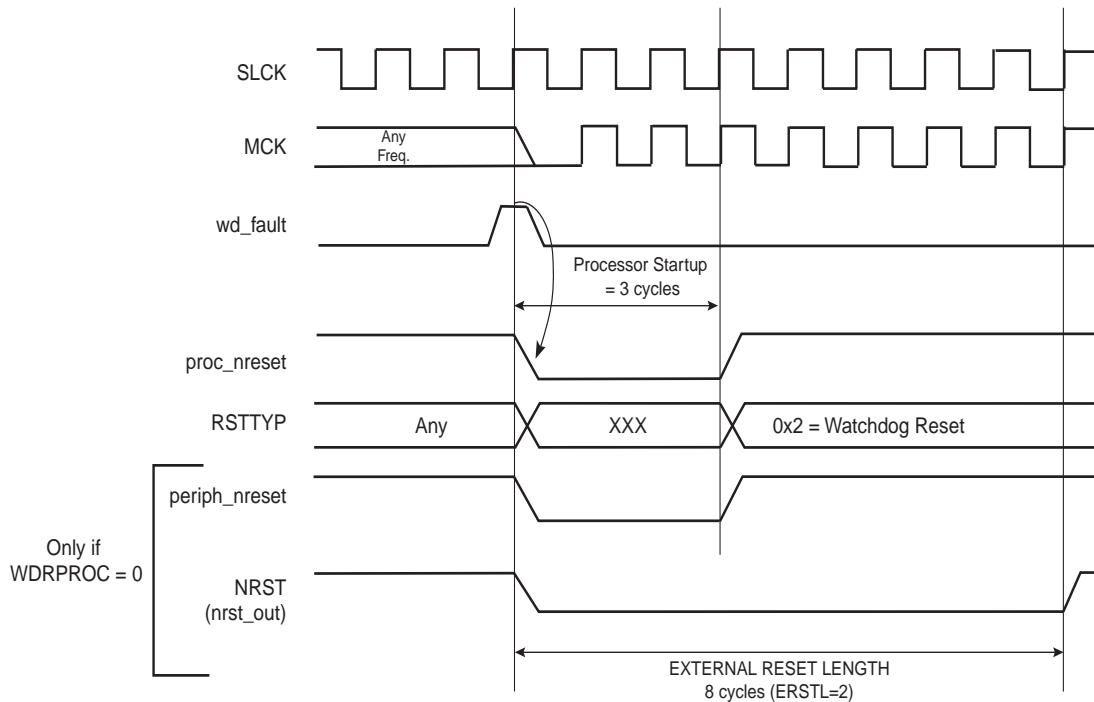 SLCK
MCK
Any
Freq.
wd_fault
Processor Startup
= 3 cycles
proc_nreset
RSTTYP
Any
XXX
0x2 = Watchdog Reset
periph_nreset
Only if
WDRPROC = 0
NRST
(nrst_out)
EXTERNAL RESET LENGTH
8 cycles (ERSTL=2)